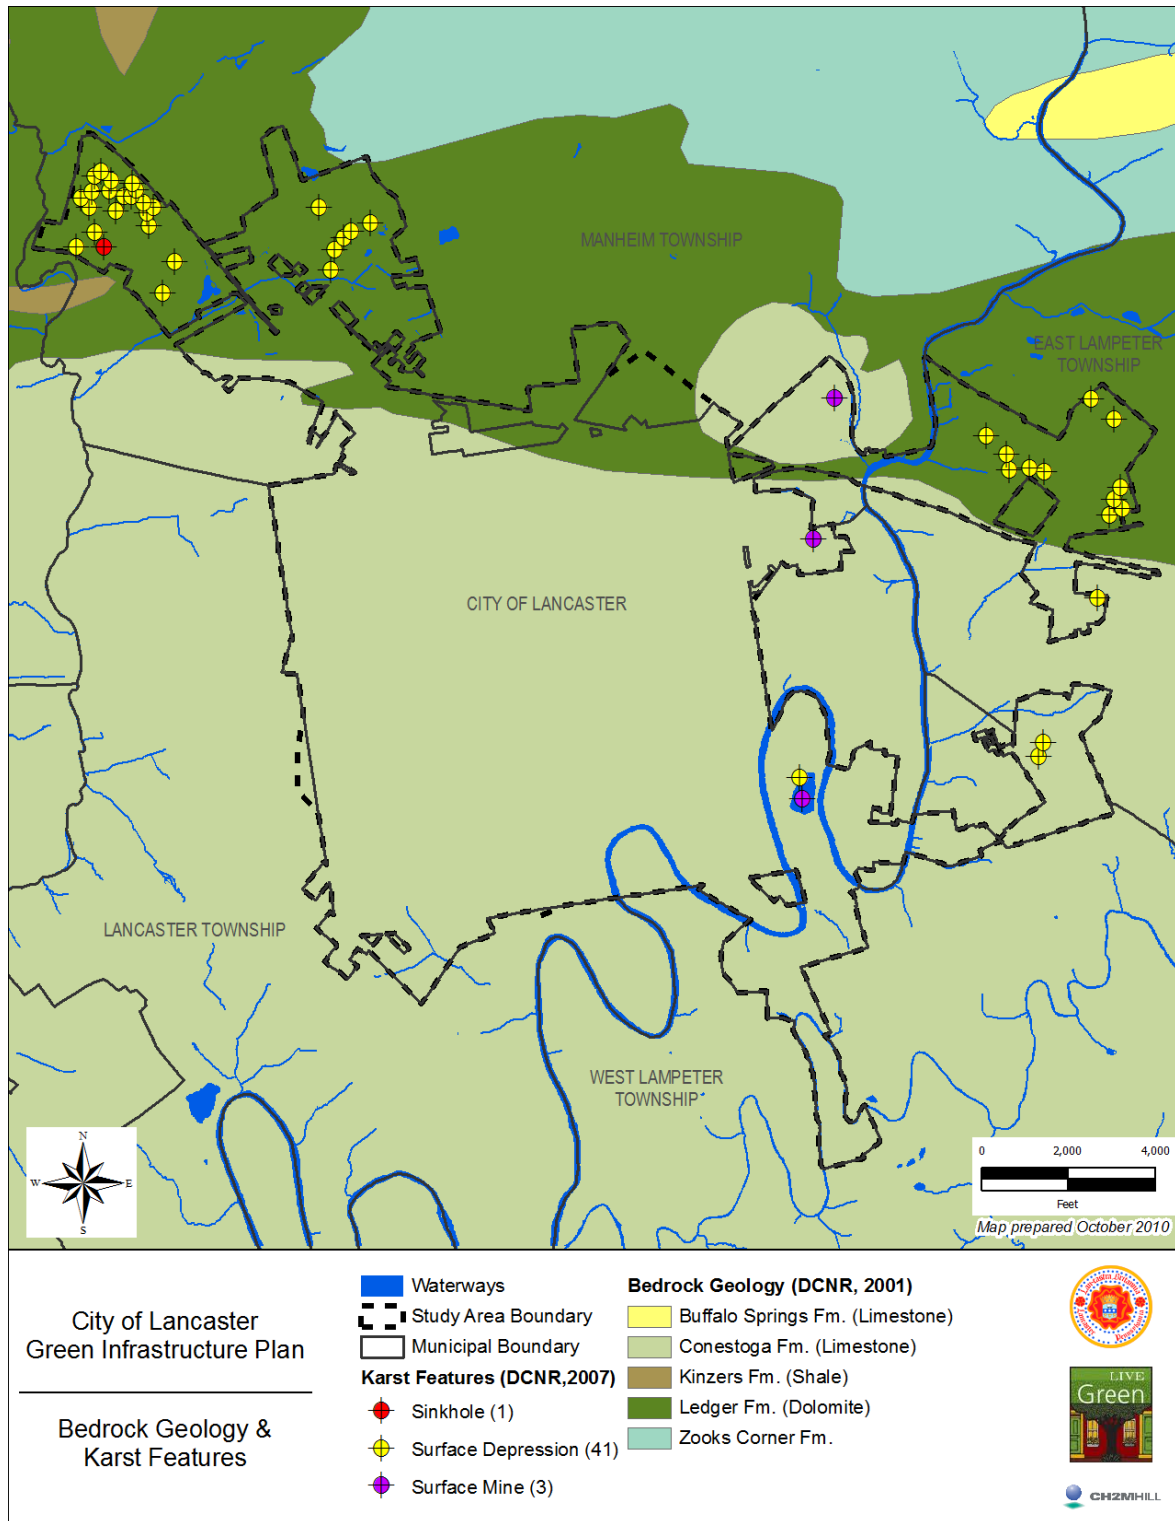 MANHEIM TOWNSHIP
EAST LAMPETER
TOWNSHIP
CITY OF LANCASTER
LANCASTER TOWNSHIP
WEST LAMPETER
TOWNSHIP
N
W
E
S
0 2,000 4,000
Feet
Map prepared October 2010
City of Lancaster
Green Infrastructure Plan
Bedrock Geology &
Karst Features
Waterways
Study Area Boundary
Municipal Boundary
Karst Features (DCNR,2007)
Sinkhole (1)
Surface Depression (41)
Surface Mine (3)
Bedrock Geology (DCNR, 2001)
Buffalo Springs Fm. (Limestone)
Conestoga Fm. (Limestone)
Kinzers Fm. (Shale)
Ledger Fm. (Dolomite)
Zooks Corner Fm.
LIVE
Green
CH2MHILL